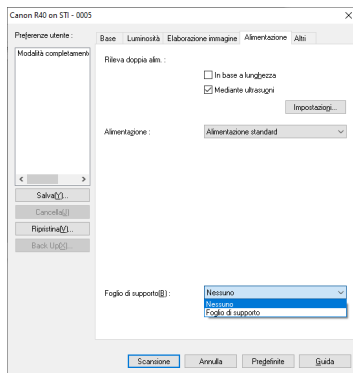 Canon R40 on STI - 0005
Preferenze utente :
Modalità completament
Salva(Y)...
Cancella(J)
Ripristina(V)...
Back Up(X)...
Base
Luminosità
Elaborazione immagine
Alimentazione
Altri
Rileva doppia alim. :
In base a lunghezza
Mediante ultrasuoni
Impostazioni...
Alimentazione :
Alimentazione standard
Foglio di supporto(B) :
Nessuno
Nessuno
Foglio di supporto
Scansione
Annulla
Predefinite
Guida